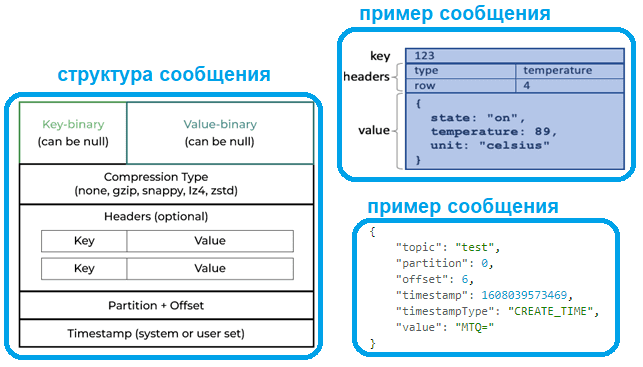 структура сообщения
Key-binary
(can be null)
Value-binary
(can be null)
Compression Type
(none, gzip, snappy, lz4, zstd)
Headers (optional)
Key Value
Key Value
Partition + Offset
Timestamp (system or user set)
пример сообщения
key 123
headers type temperature
row 4
value {
state: "on",
temperature: 89,
unit: "celsius"
}
пример сообщения
{
"topic": "test",
"partition": 0,
"offset": 6,
"timestamp": 1608039573469,
"timestampType": "CREATE_TIME",
"value": "MTQ="
}